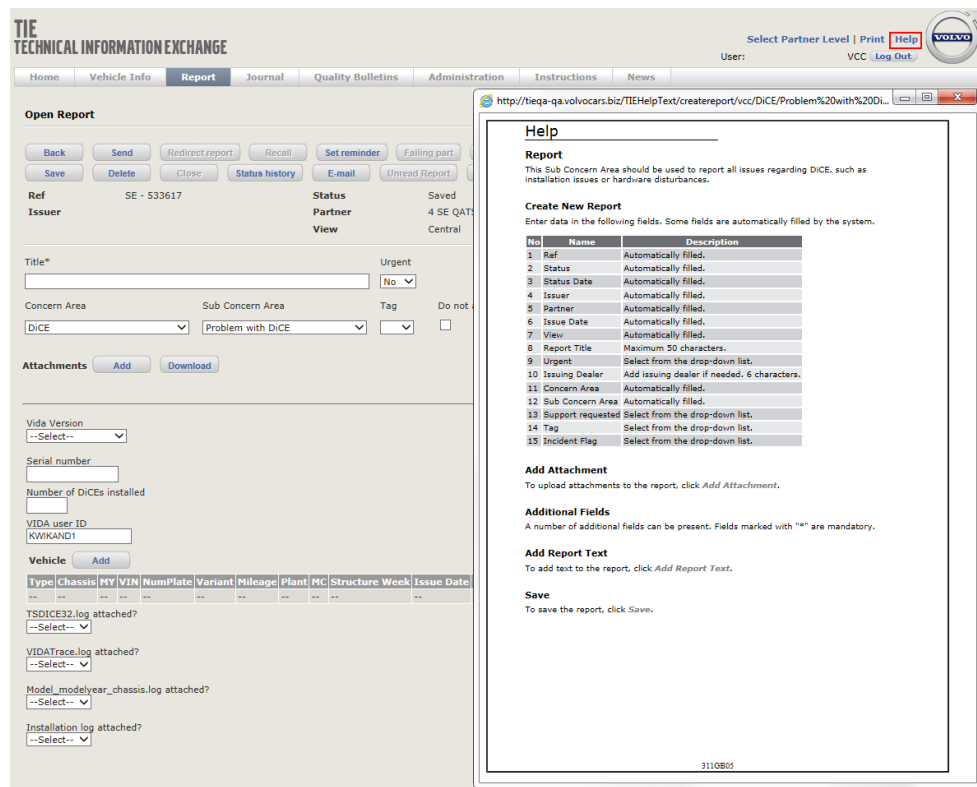 TIE
TECHNICAL INFORMATION EXCHANGE
Select Partner Level | Print Help
VOLVO
User: VCC Log Out
Home Vehicle Info Report Journal Quality Bulletins Administration Instructions News
Open Report
Back Send Redirect report Recall Set reminder Failing part
Save Delete Close Status history E-mail Unread Report
Ref SE - 533617 Status Saved
Issuer Partner 4 SE QATS
View Central
Title* Urgent
No
Concern Area Sub Concern Area Tag Do not
DiCE Problem with DiCE
Attachments Add Download
Vida Version
--Select--
Serial number
Number of DiCEs installed
VIDA user ID
KWIKAND1
Vehicle Add
Type Chassis MY VIN NumPlate Variant Mileage Plant MC Structure Week Issue Date
-- -- -- -- -- -- -- -- -- -- --
TSDICE32.log attached?
--Select--
VIDATrace.log attached?
--Select--
Model_modelyear_chassis.log attached?
--Select--
Installation log attached?
--Select--
http://tieqa-qa.volvocars.biz/TIEHelpText/createreport/vcc/DiCE/Problem%20with%20Di...
Help
Report
This Sub Concern Area should be used to report all issues regarding DiCE, such as
installation issues or hardware disturbances.
Create New Report
Enter data in the following fields. Some fields are automatically filled by the system.
No Name Description
1 Ref Automatically filled.
2 Status Automatically filled.
3 Status Date Automatically filled.
4 Issuer Automatically filled.
5 Partner Automatically filled.
6 Issue Date Automatically filled.
7 View Automatically filled.
8 Report Title Maximum 50 characters.
9 Urgent Select from the drop-down list.
10 Issuing Dealer Add issuing dealer if needed. 6 characters.
11 Concern Area Automatically filled.
12 Sub Concern Area Automatically filled.
13 Support requested Select from the drop-down list.
14 Tag Select from the drop-down list.
15 Incident Flag Select from the drop-down list.
Add Attachment
To upload attachments to the report, click Add Attachment.
Additional Fields
A number of additional fields can be present. Fields marked with "*" are mandatory.
Add Report Text
To add text to the report, click Add Report Text.
Save
To save the report, click Save.
311GB05